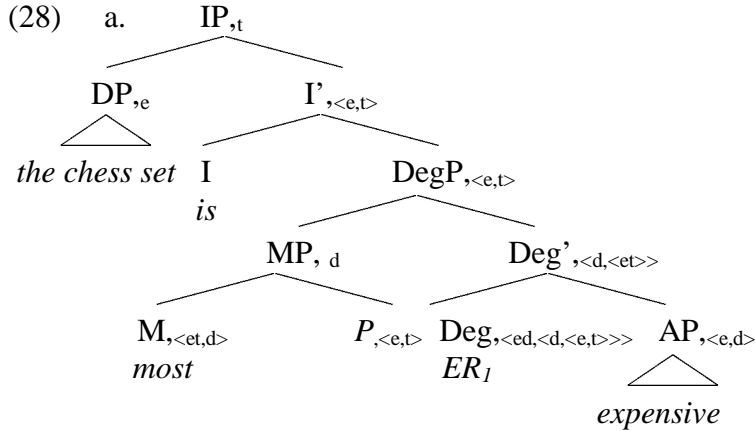 (28) a. IP,t
DP,e I’,<e,t>
the chess set I DegP,<e,t>
is
MP, d Deg’,<d,<et>>
M,<et,d> P,<e,t> Deg,<ed,<d,<e,t>>> AP,<e,d>
most ER1
expensive